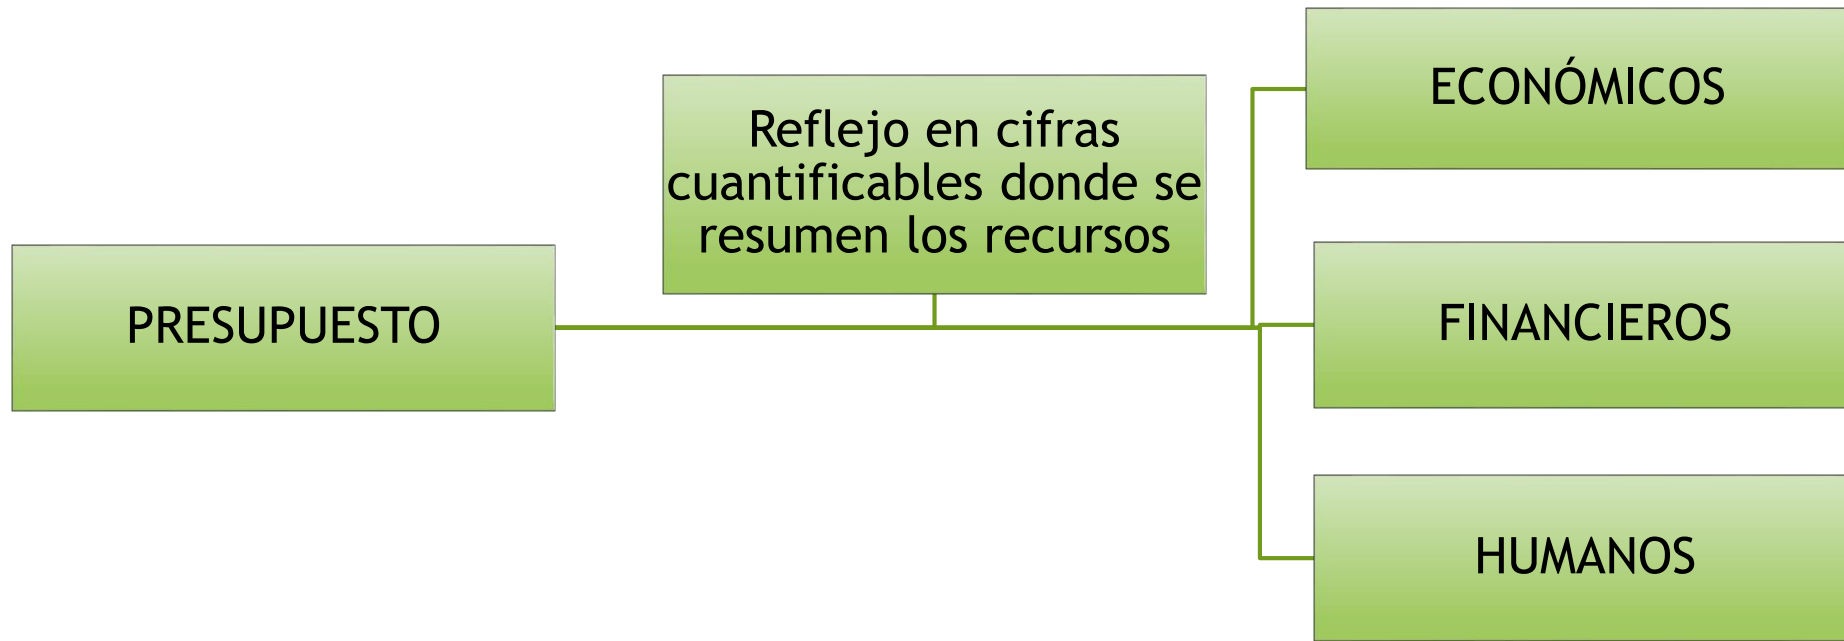 PRESUPUESTO
Reflejo en cifras
cuantificables donde se
resumen los recursos
ECONÓMICOS
FINANCIEROS
HUMANOS